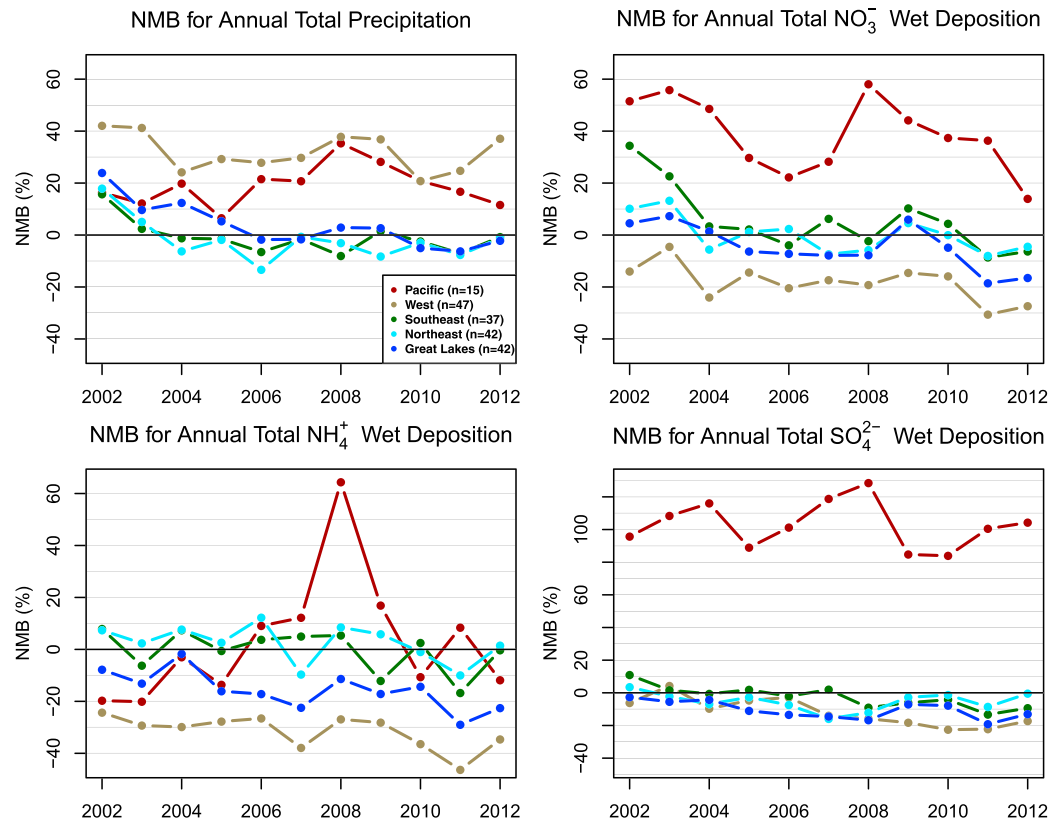 NMB for Annual Total Precipitation
NMB (%)
60
40
20
0
−20
−40
2002 2004 2006 2008 2010 2012
Pacific (n=15)
West (n=47)
Southeast (n=37)
Northeast (n=42)
Great Lakes (n=42)
NMB for Annual Total NO₃⁻ Wet Deposition
NMB (%)
60
40
20
0
−20
−40
2002 2004 2006 2008 2010 2012
NMB for Annual Total NH₄⁺ Wet Deposition
NMB (%)
60
40
20
0
−20
−40
2002 2004 2006 2008 2010 2012
NMB for Annual Total SO₄²⁻ Wet Deposition
NMB (%)
100
60
20
0
−40
2002 2004 2006 2008 2010 2012